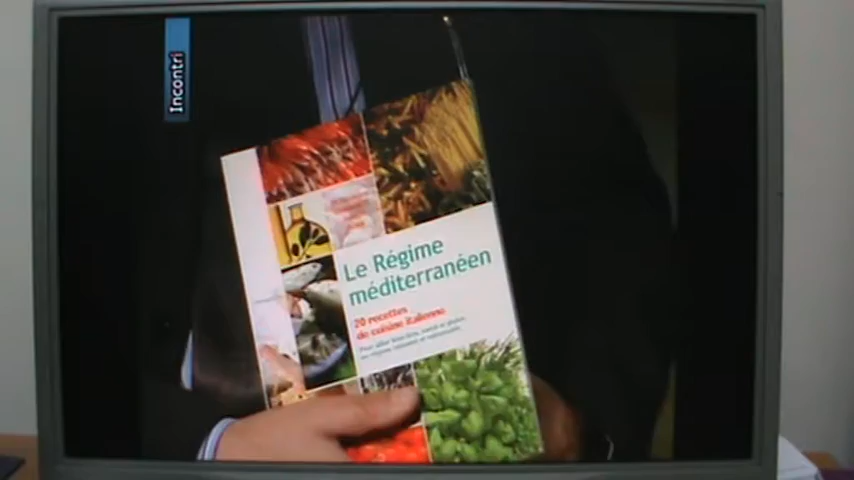 Incontri
Le Régime
méditerranéen
20 recettes
de cuisine italienne